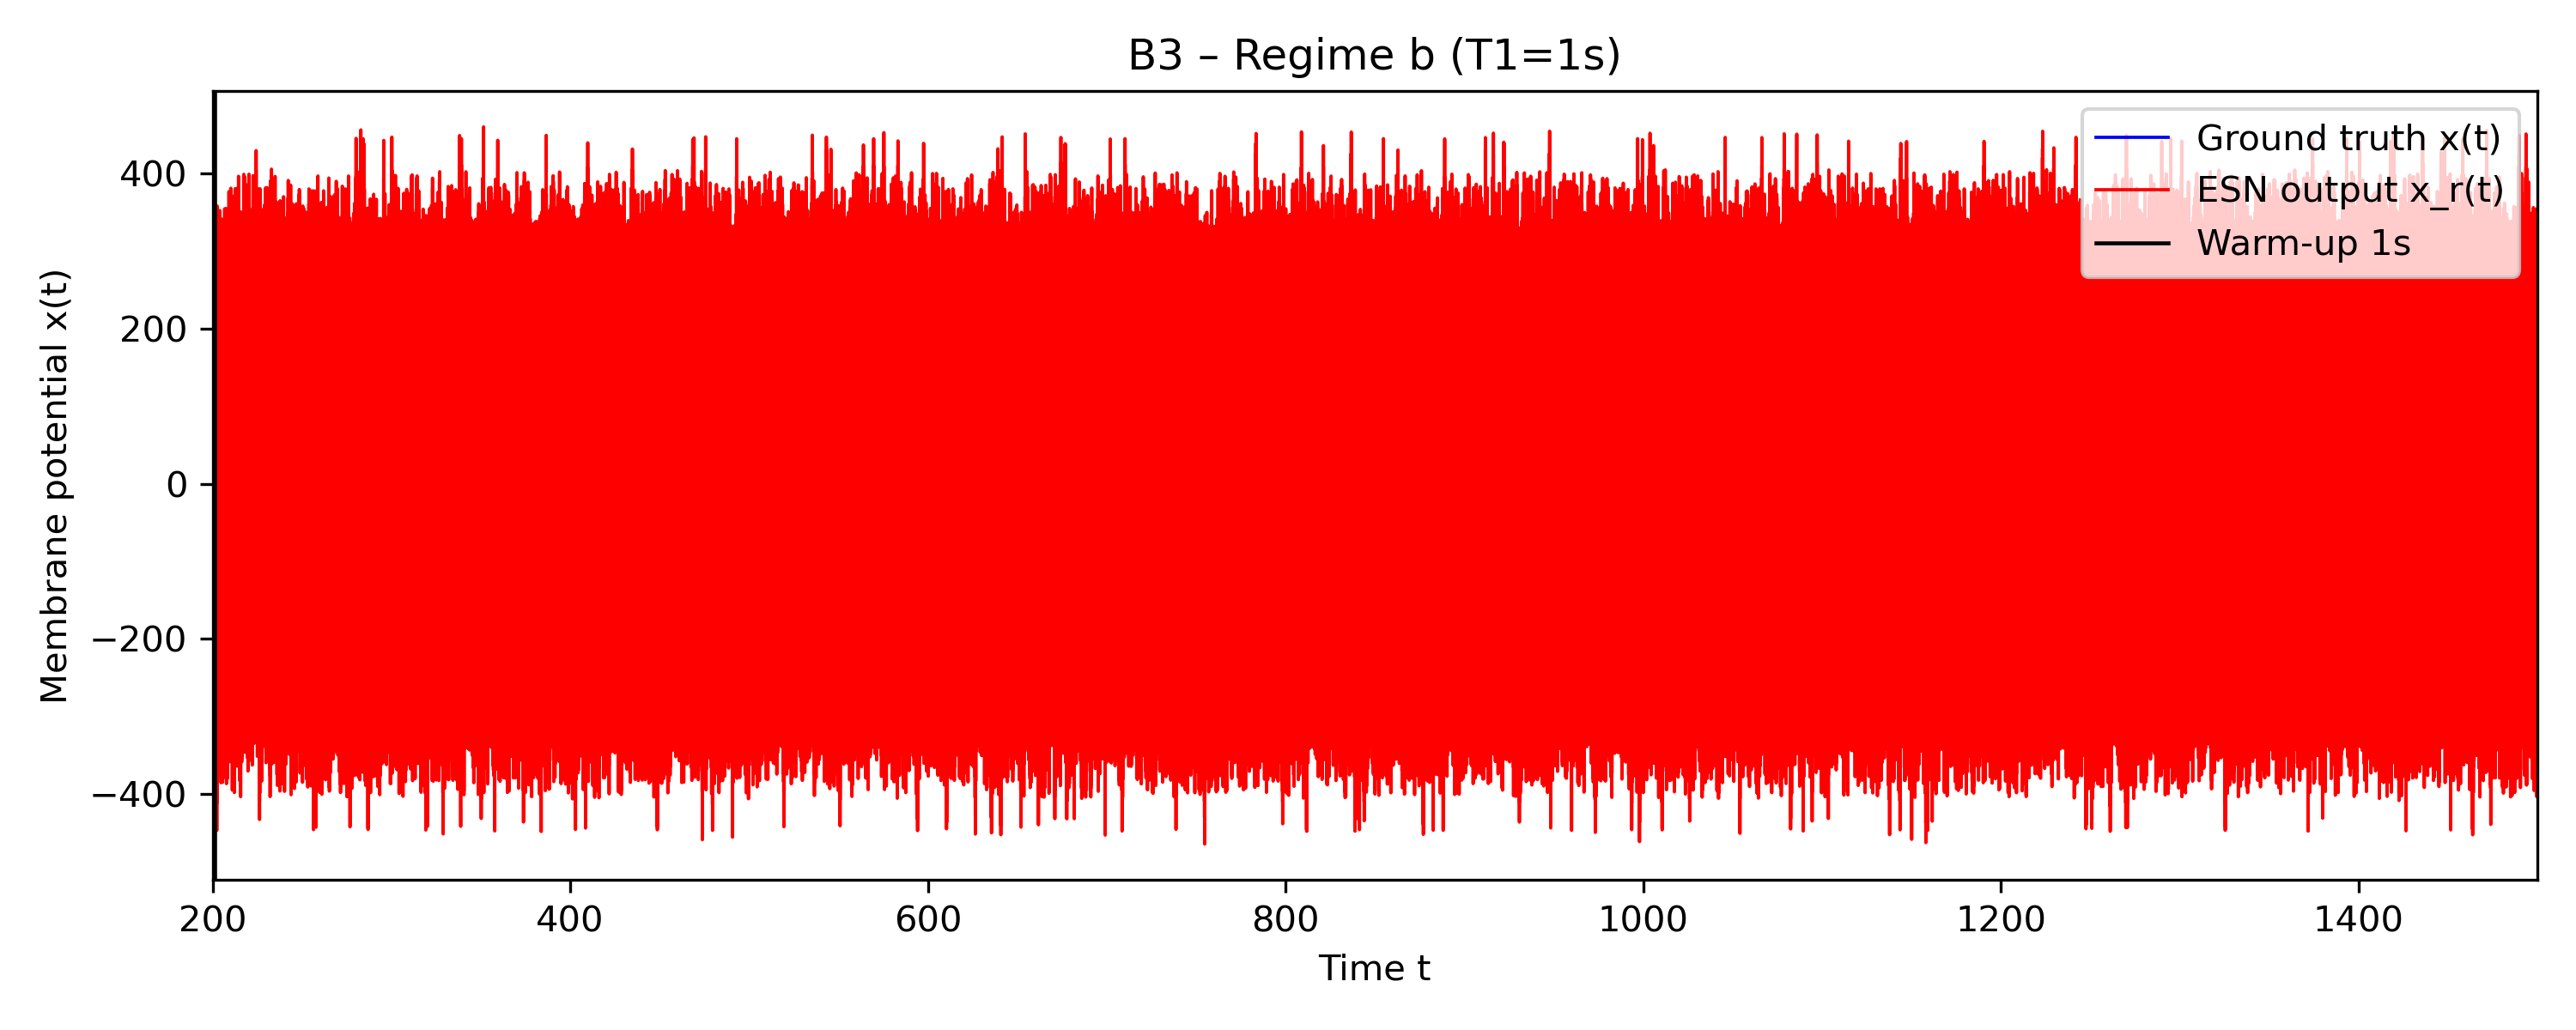 B3 – Regime b (T1=1s)
Ground truth x(t)
ESN output x_r(t)
Warm-up 1s
Membrane potential x(t)
400
200
0
−200
−400
200 400 600 800 1000 1200 1400
Time t